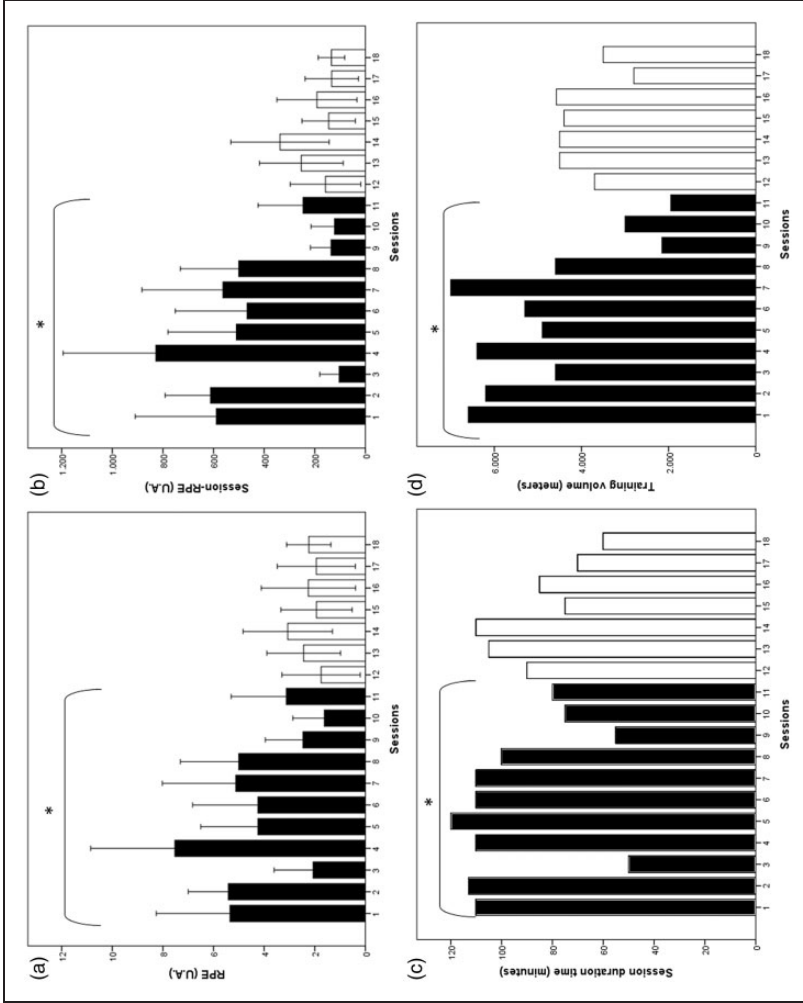 (a)
*
RPE (U.A.)
12
10
8
6
4
2
0
1 2 3 4 5 6 7 8 9 10 11 12 13 14 15 16 17 18
Sessions
(b)
*
Session-RPE (U.A.)
1.200
1.000
800
600
400
200
0
1 2 3 4 5 6 7 8 9 10 11 12 13 14 15 16 17 18
Sessions
(c)
*
Session duration time (minutes)
120
100
80
60
40
20
0
1 2 3 4 5 6 7 8 9 10 11 12 13 14 15 16 17 18
Sessions
(d)
*
Training volume (meters)
6.000
4.000
2.000
0
1 2 3 4 5 6 7 8 9 10 11 12 13 14 15 16 17 18
Sessions